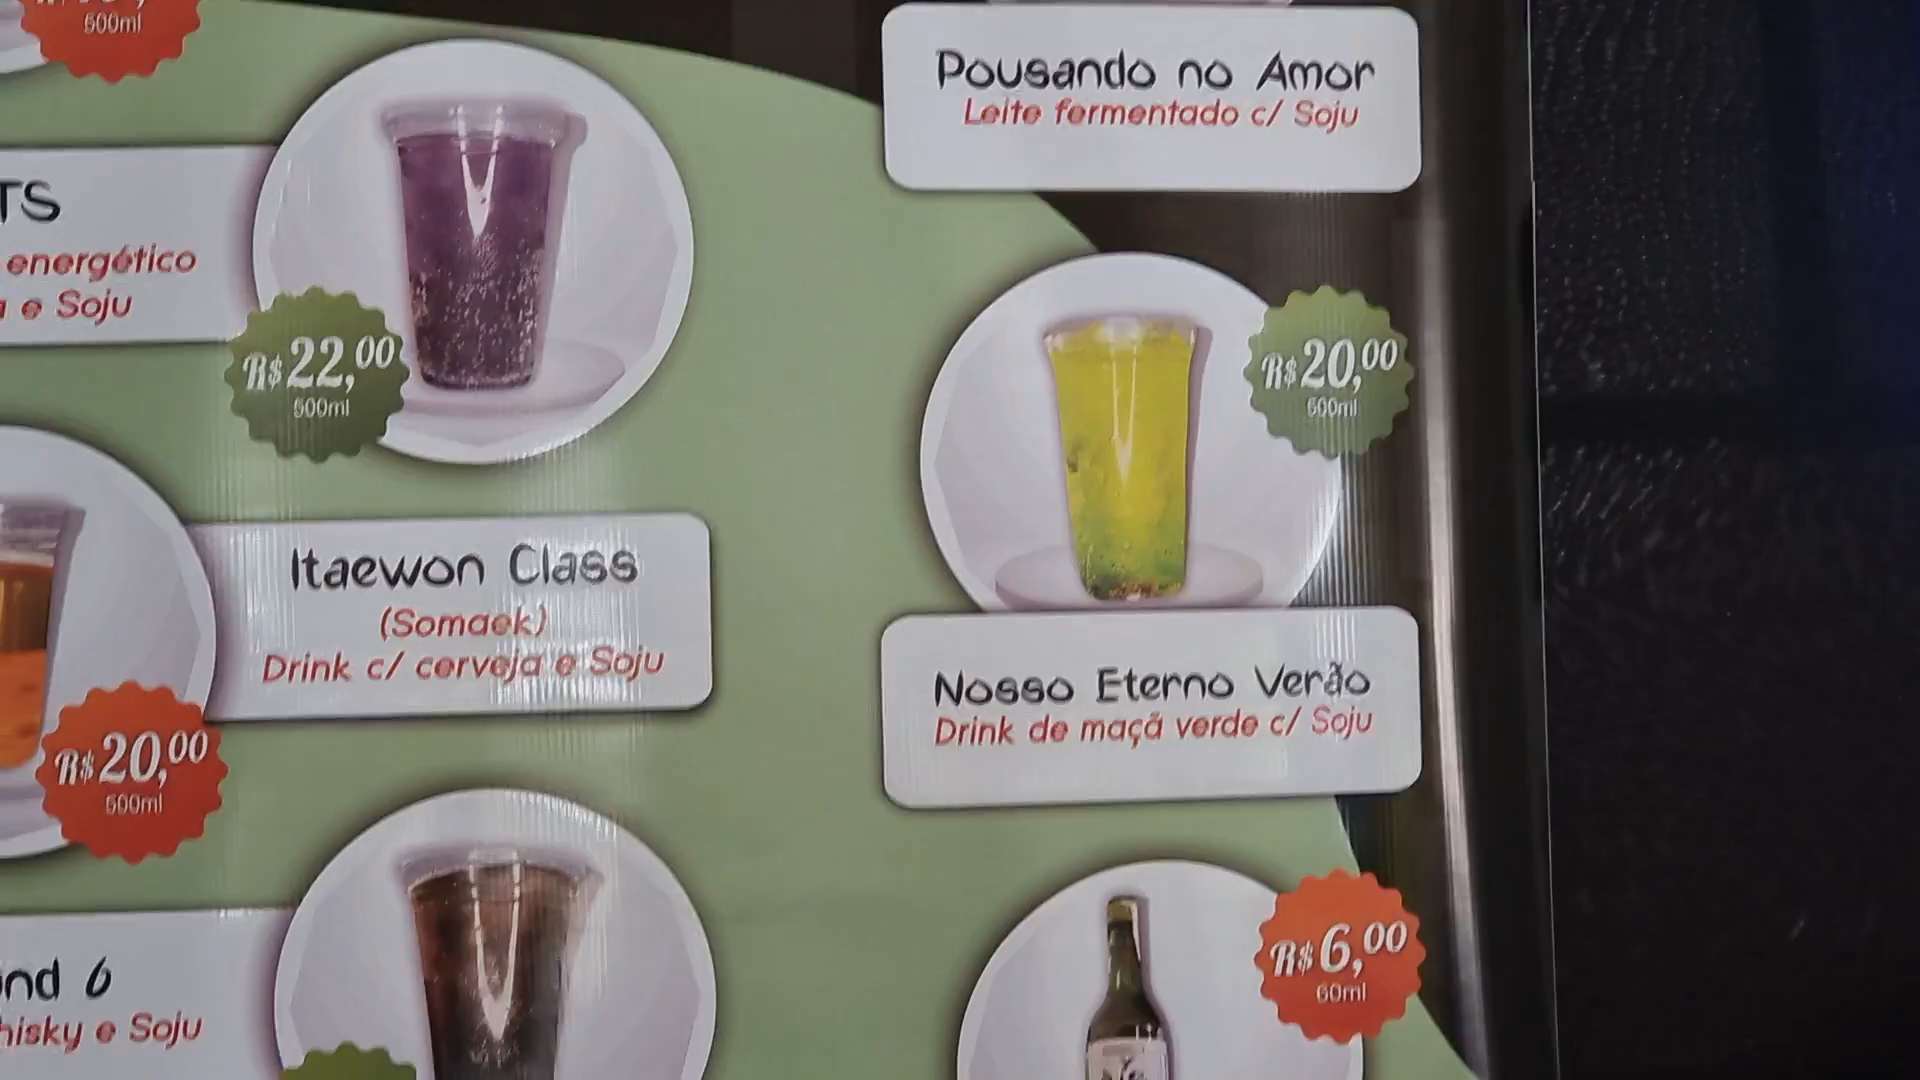 500ml
Pousando no Amor
Leite fermentado c/ Soju
TS
energético
e Soju
R$22,00
500ml
R$20,00
500ml
Itaewon Class
(Somaek)
Drink c/ cerveja e Soju
R$20,00
500ml
Nosso Eterno Verão
Drink de maçã verde c/ Soju
nd 6
hisky e Soju
R$6,00
60ml